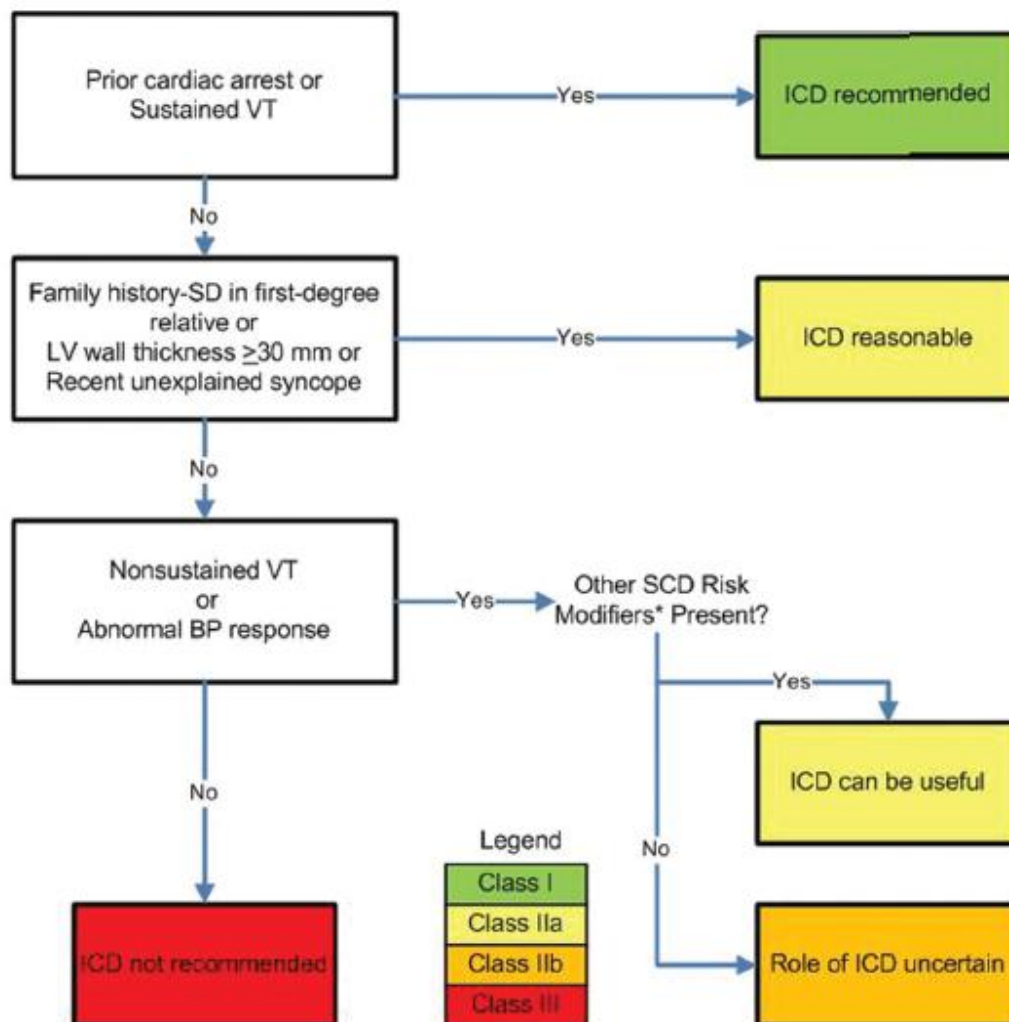 Prior cardiac arrest or
Sustained VT
Yes
ICD recommended
No
Family history-SD in first-degree
relative or
LV wall thickness ≥30 mm or
Recent unexplained syncope
Yes
ICD reasonable
No
Nonsustained VT
or
Abnormal BP response
Yes
Other SCD Risk
Modifiers* Present?
Yes
ICD can be useful
No
No
Role of ICD uncertain
ICD not recommended
Legend
Class I
Class IIa
Class IIb
Class III